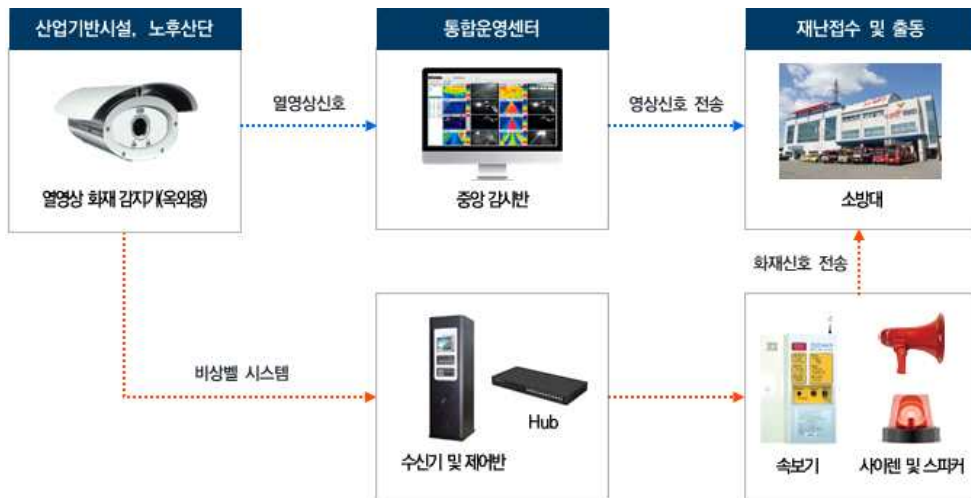 산업기반시설, 노후산단
통합운영센터
재난접수 및 출동
열영상신호
영상신호 전송
열영상 화재 감지기(옥외용)
중앙 감시반
소방대
화재신호 전송
비상벨 시스템
Hub
수신기 및 제어반
속보기
사이렌 및 스피커